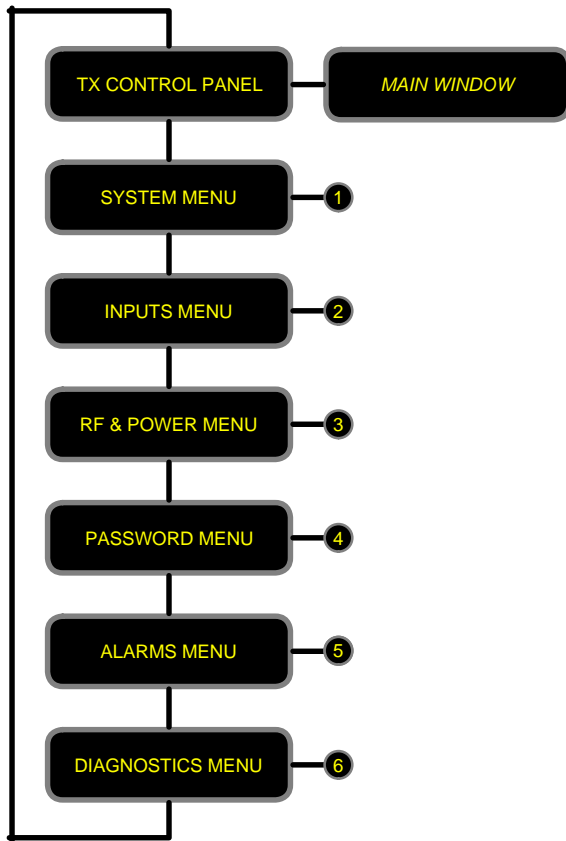 TX CONTROL PANEL
MAIN WINDOW
SYSTEM MENU
1
INPUTS MENU
2
RF & POWER MENU
3
PASSWORD MENU
4
ALARMS MENU
5
DIAGNOSTICS MENU
6